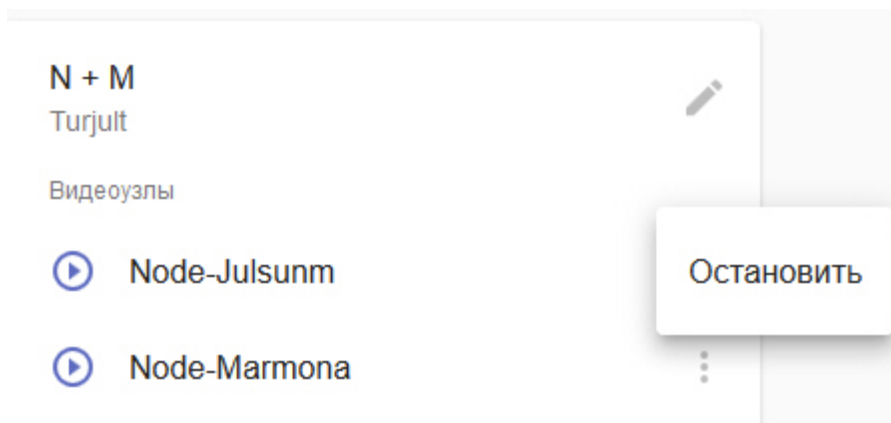 N + M
Turjult
Видеоузлы
Node-Julsunm
Остановить
Node-Marmona